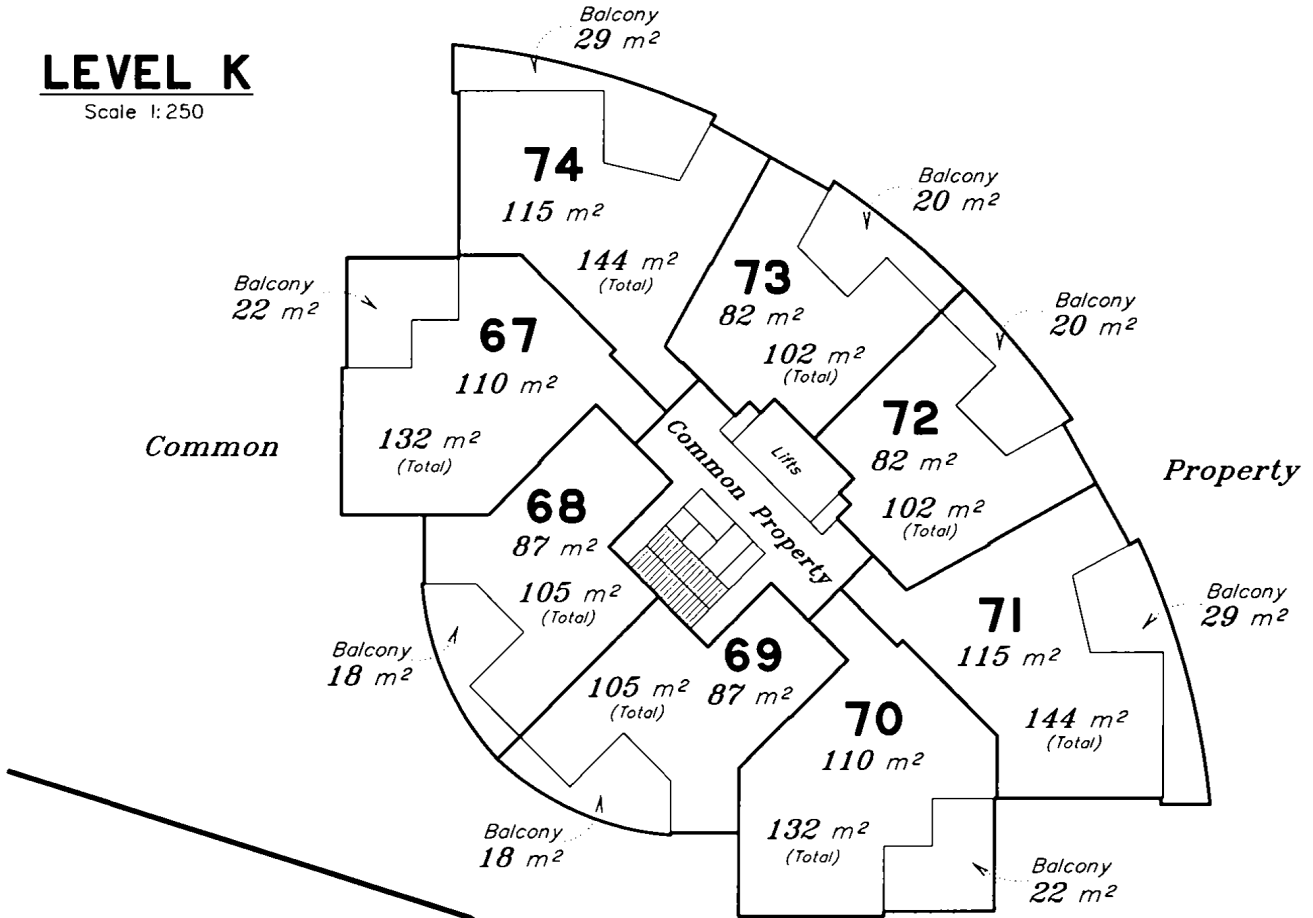 LEVEL K
Scale 1:250
Balcony
29 m²
74
115 m²
144 m²
(Total)
Balcony
20 m²
73
82 m²
102 m²
(Total)
Balcony
20 m²
Balcony
22 m²
67
110 m²
132 m²
(Total)
72
82 m²
102 m²
(Total)
Common
Property
Common Property
Lifts
68
87 m²
105 m²
(Total)
Balcony
18 m²
69
87 m²
105 m²
(Total)
Balcony
18 m²
70
110 m²
132 m²
(Total)
Balcony
22 m²
71
115 m²
144 m²
(Total)
Balcony
29 m²